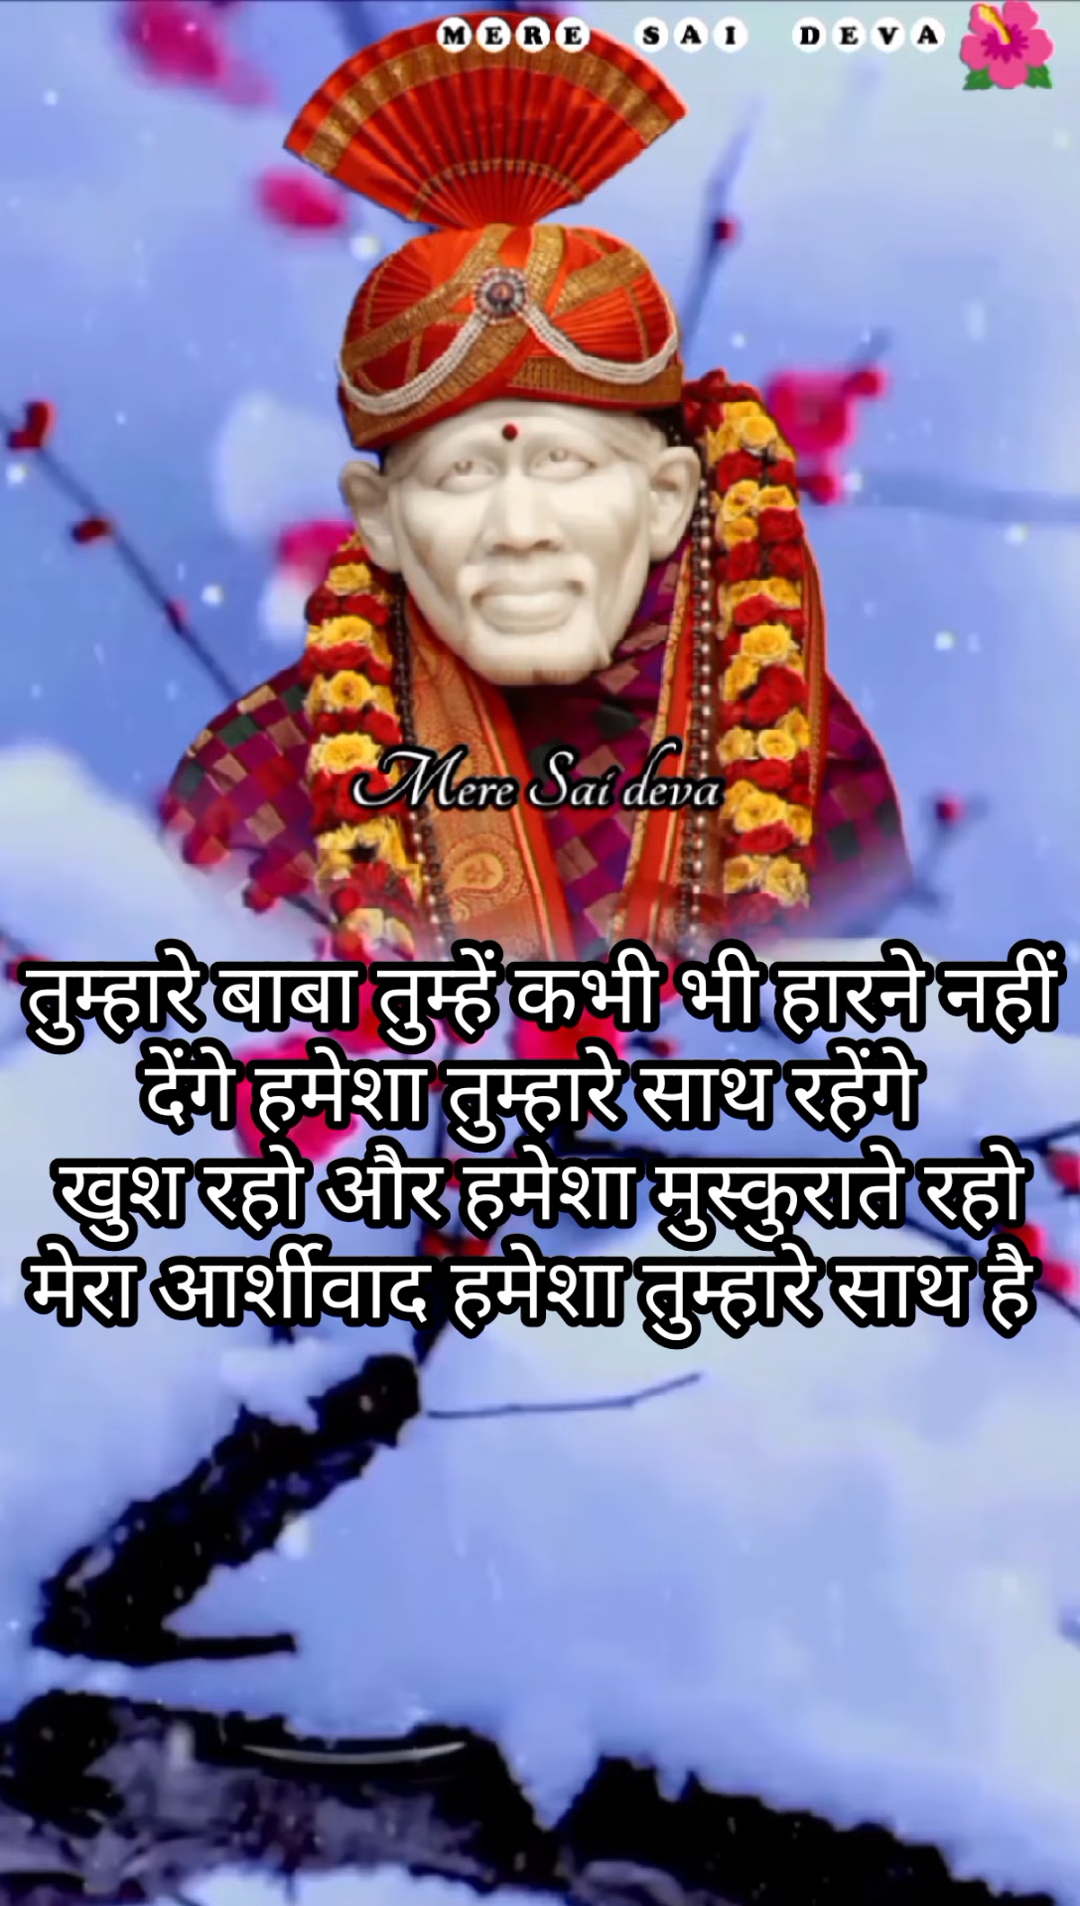 MERE SAI DEVA
Mere Sai deva
तुम्हारे बाबा तुम्हें कभी भी हारने नहीं
देंगे हमेशा तुम्हारे साथ रहेंगे
खुश रहो और हमेशा मुस्कुराते रहो
मेरा आर्शीवाद हमेशा तुम्हारे साथ है